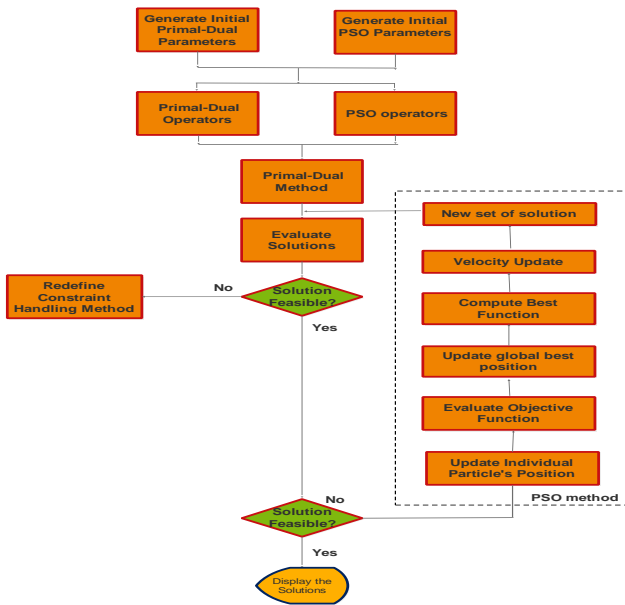 Generate Initial
Primal-Dual
Parameters
Generate Initial
PSO Parameters
Primal-Dual
Operators
PSO operators
Primal-Dual
Method
New set of solution
Evaluate
Solutions
Velocity Update
Redefine
Constraint
Handling Method
No
Solution
Feasible?
Yes
Compute Best
Function
Update global best
position
Evaluate Objective
Function
Update Individual
Particle's Position
PSO method
No
Solution
Feasible?
Yes
Display the
Solutions